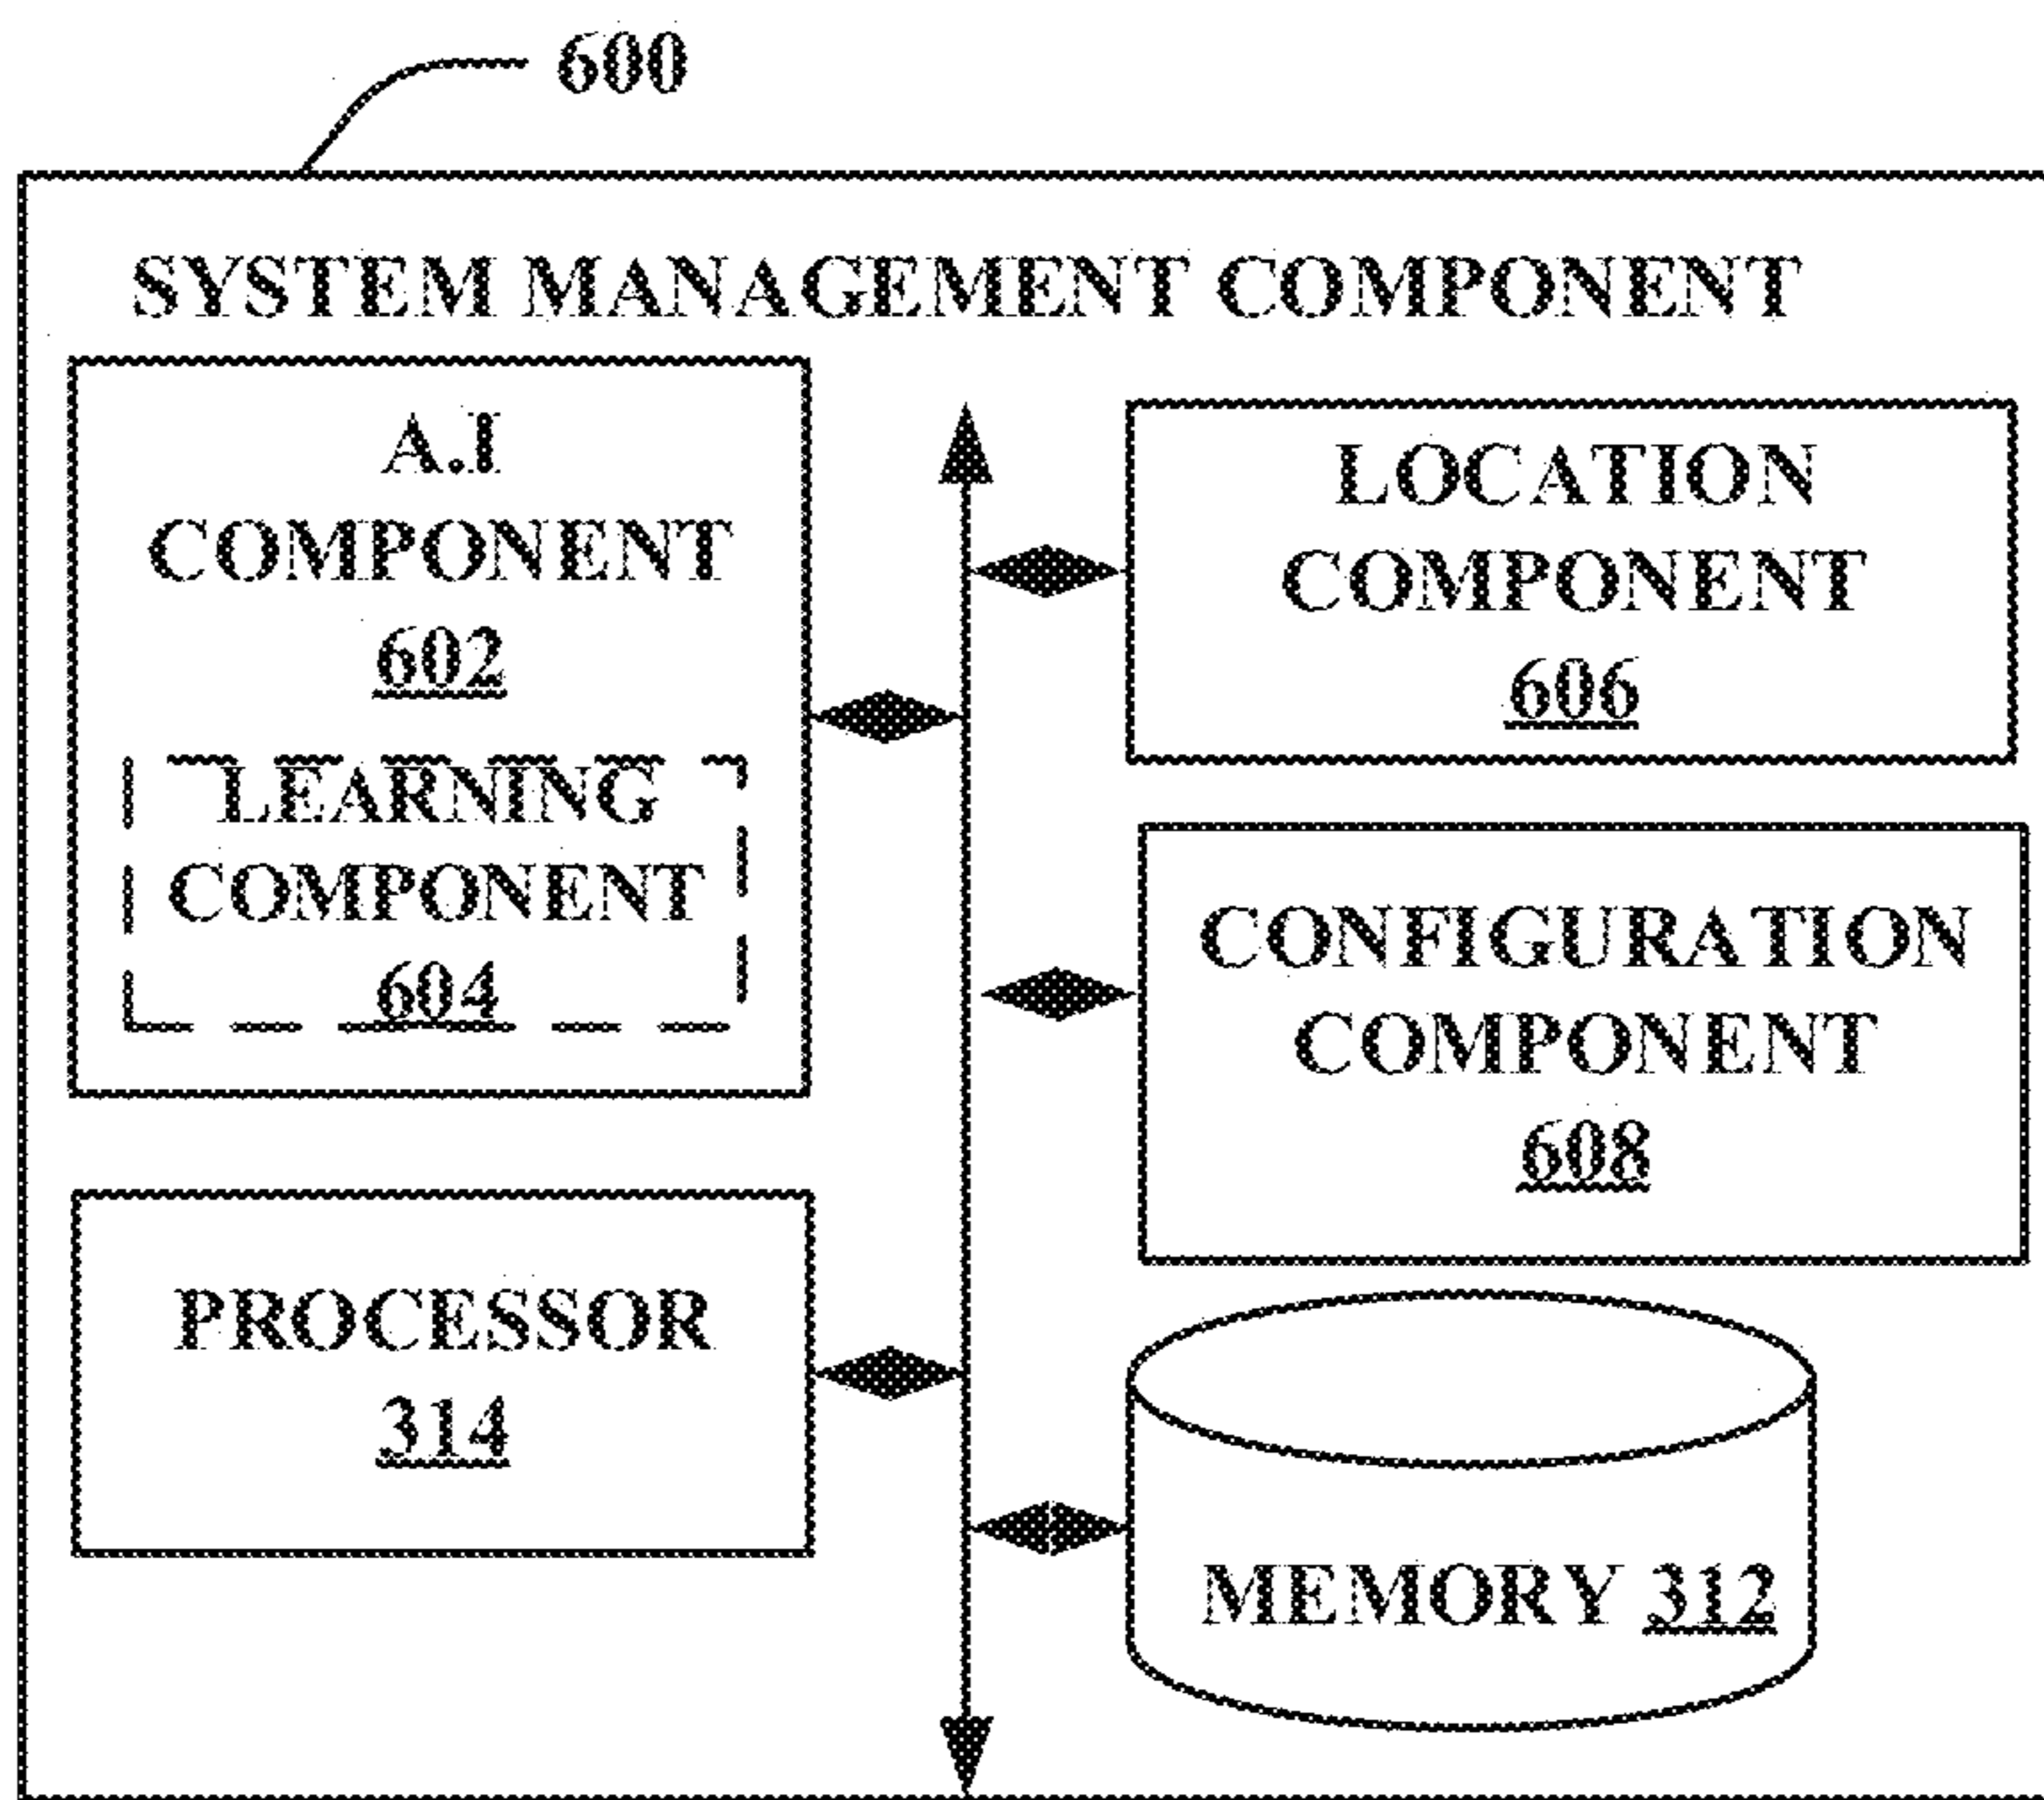 600
SYSTEM MANAGEMENT COMPONENT
A.I
COMPONENT
602
LEARNING
COMPONENT
604
LOCATION
COMPONENT
606
CONFIGURATION
COMPONENT
608
PROCESSOR
314
MEMORY 312